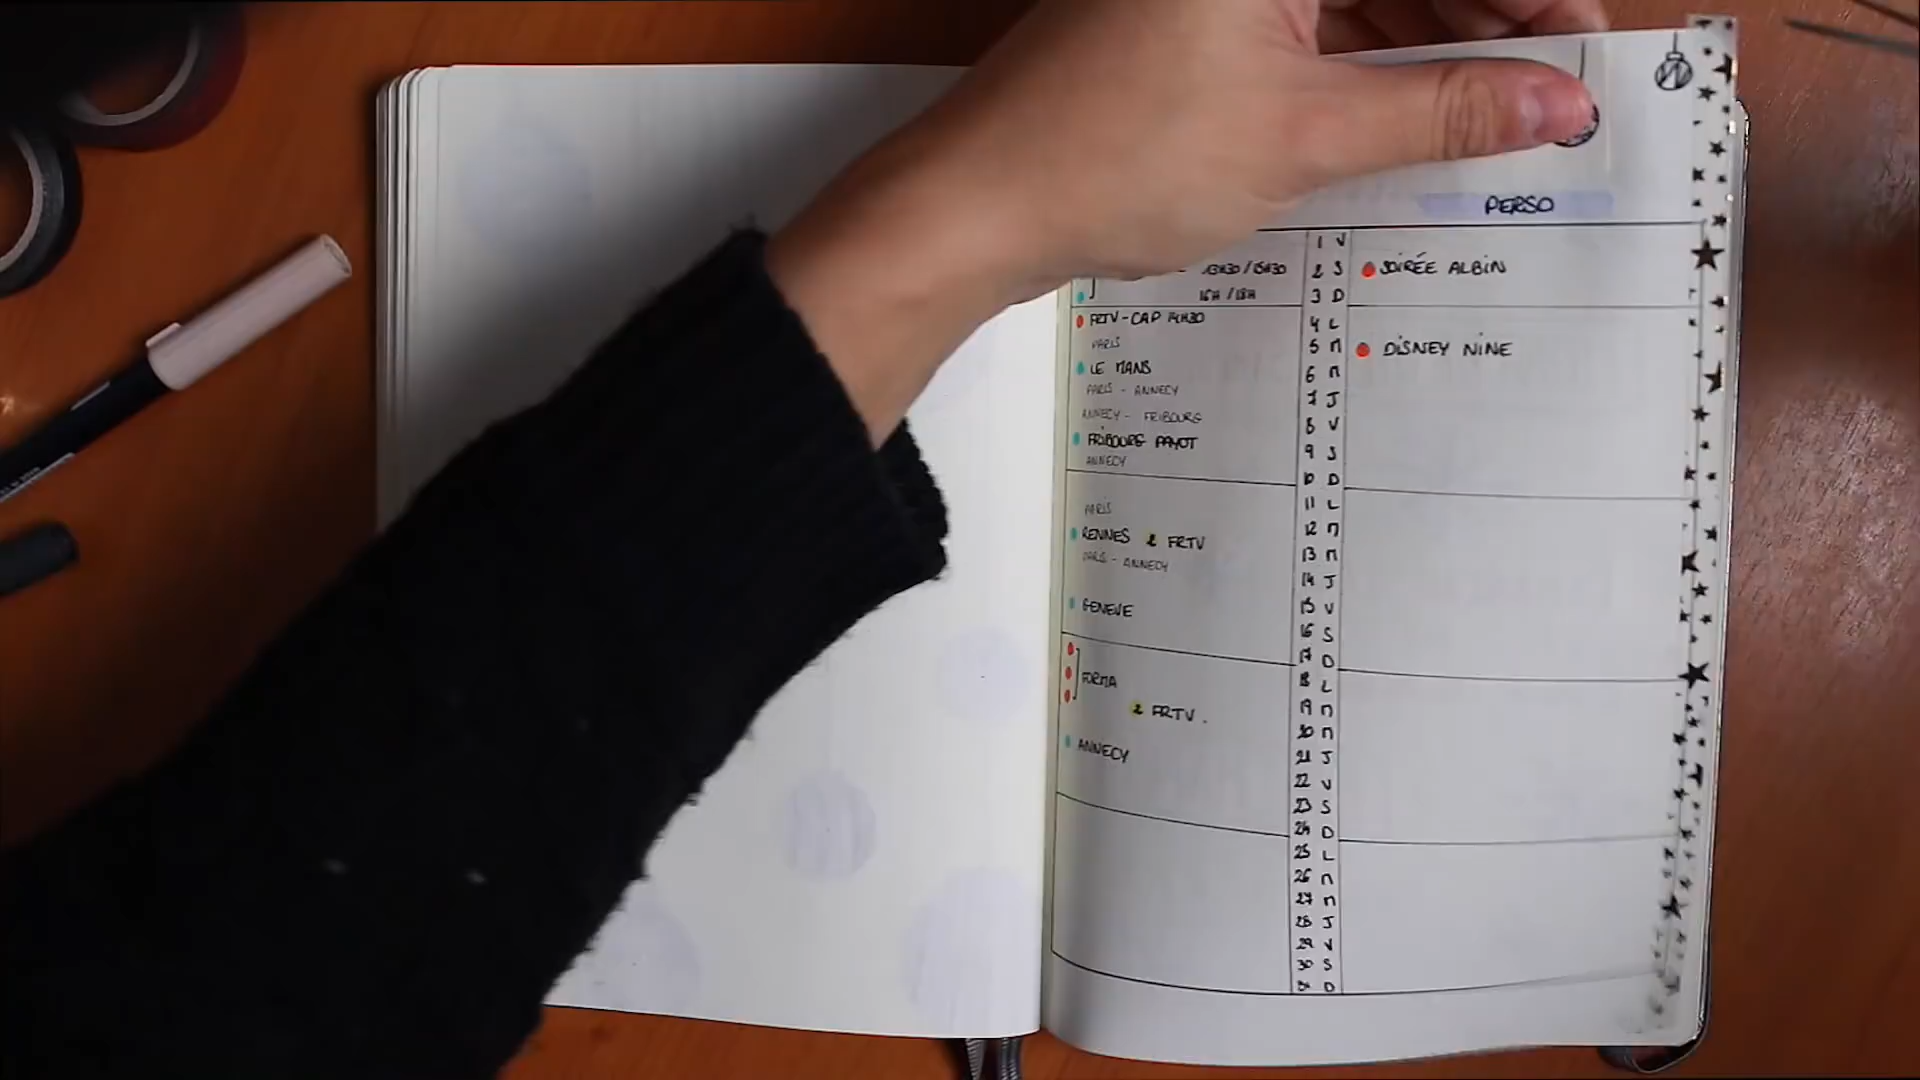 PERSO
1 V
13H30 / 15H30 2 S SOIRÉE ALBIN
16H / 18H 3 D
FRTV - CAP 14H30 4 L
PARIS 5 M DISNEY NINE
LE MANS 6 M
PARIS - ANNECY 7 J
ANNECY - FRIBOURG 8 V
FRIBOURG PAYOT 9 S
ANNECY 10 D
PARIS 11 L
RENNES 2 FRTV 12 M
PARIS - ANNECY 13 M
14 J
GENEVE 15 V
16 S
17 D
FORMA 18 L
2 FRTV . 19 M
20 M
ANNECY 21 J
22 V
23 S
24 D
25 L
26 M
27 M
28 J
29 V
30 S
31 D